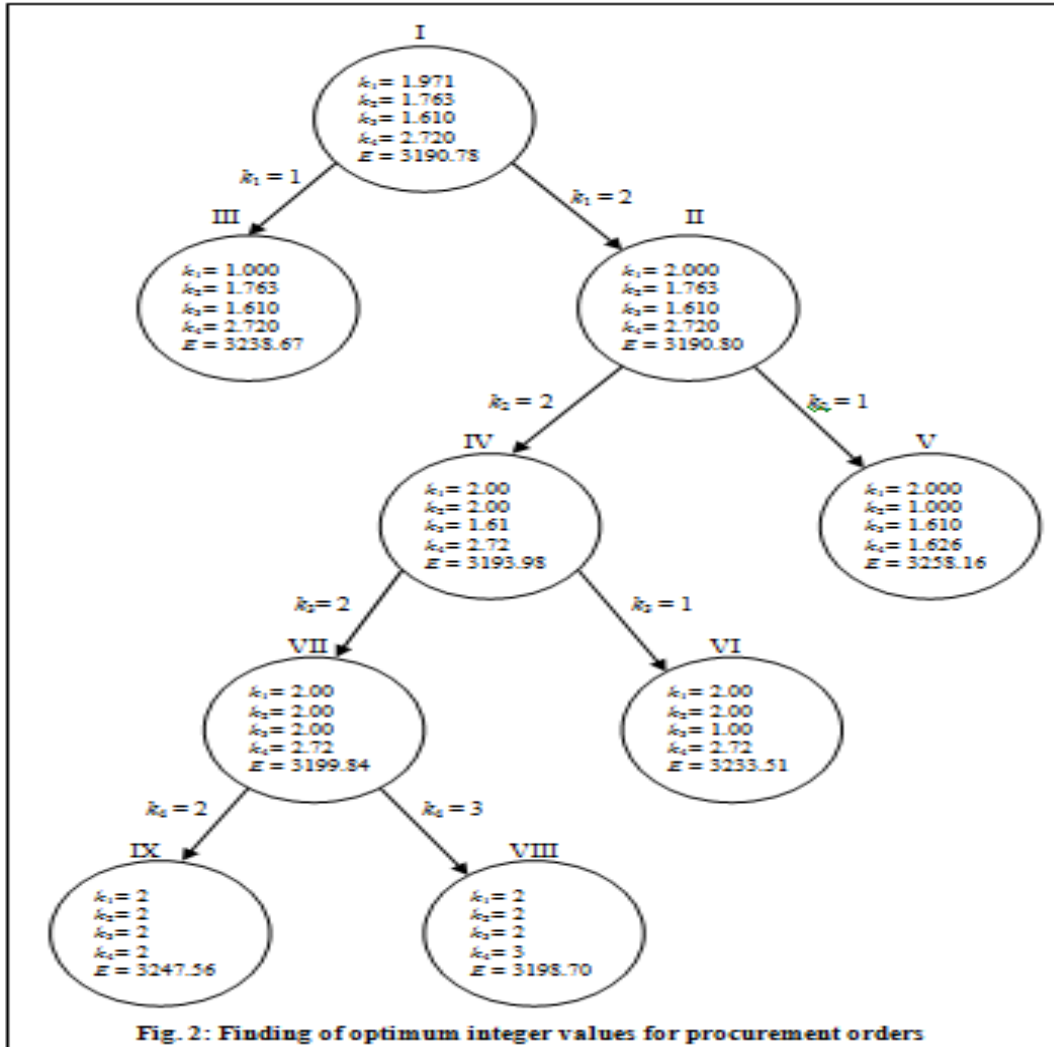 I
k₁= 1.971
k₂= 1.763
k₃= 1.610
k₄= 2.720
E = 3190.78
k₁ = 1
k₁ = 2
III
k₁= 1.000
k₂= 1.763
k₃= 1.610
k₄= 2.720
E = 3238.67
II
k₁= 2.000
k₂= 1.763
k₃= 1.610
k₄= 2.720
E = 3190.80
k₂ = 2
k₂ = 1
IV
k₁= 2.00
k₂= 2.00
k₃= 1.61
k₄= 2.72
E = 3193.98
V
k₁= 2.000
k₂= 1.000
k₃= 1.610
k₄= 1.626
E = 3258.16
k₃= 2
k₃ = 1
VII
k₁= 2.00
k₂= 2.00
k₃= 2.00
k₄= 2.72
E = 3199.84
VI
k₁= 2.00
k₂= 2.00
k₃= 1.00
k₄= 2.72
E = 3233.51
k₄ = 2
k₄ = 3
IX
k₁= 2
k₂= 2
k₃= 2
k₄= 2
E = 3247.56
VIII
k₁= 2
k₂= 2
k₃= 2
k₄= 3
E = 3198.70
Fig. 2: Finding of optimum integer values for procurement orders